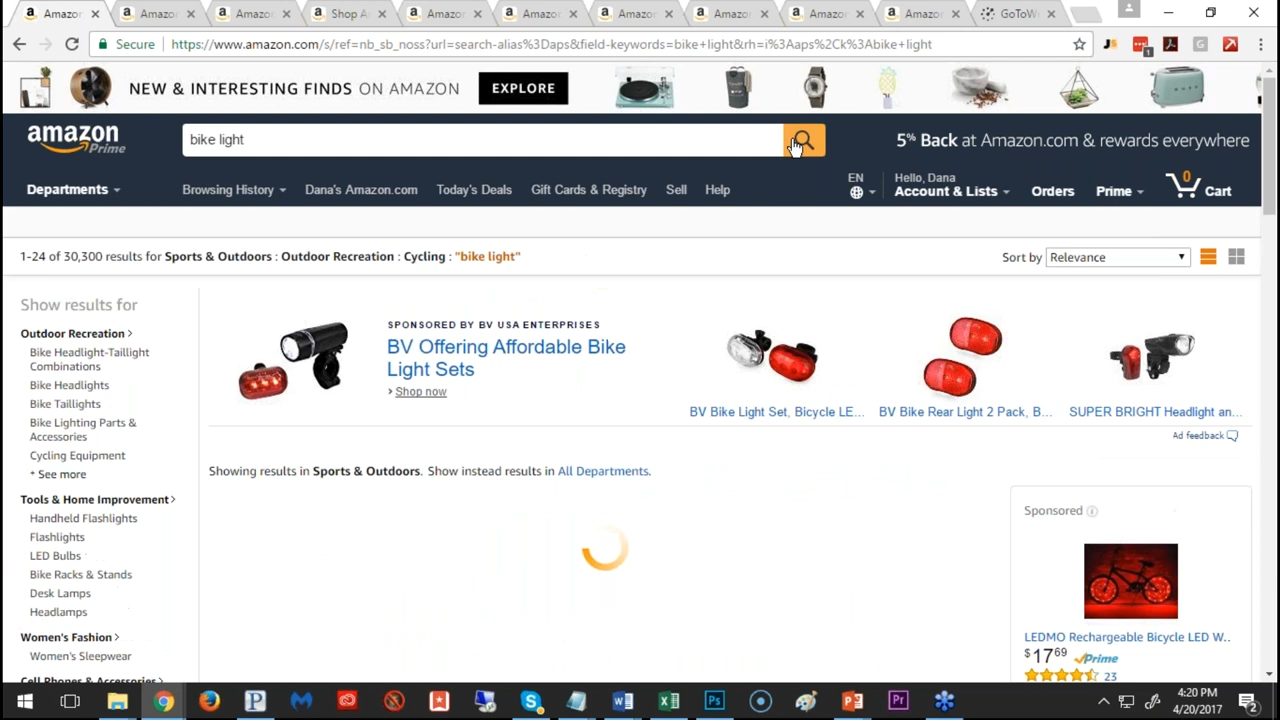 Amazon
Amazon
Amazon
Shop A
Amazon
Amazon
Amazon
Amazon
Amazon
Amazon
GoToW
Secure https://www.amazon.com/s/ref=nb_sb_noss?url=search-alias%3Daps&field-keywords=bike+light&rh=i%3Aaps%2Ck%3Abike+light
NEW & INTERESTING FINDS ON AMAZON EXPLORE
amazon Prime
bike light
5% Back at Amazon.com & rewards everywhere
Departments
Browsing History
Dana's Amazon.com
Today's Deals
Gift Cards & Registry
Sell
Help
EN
Hello, Dana
Account & Lists
Orders
Prime
0
Cart
1-24 of 30,300 results for Sports & Outdoors : Outdoor Recreation : Cycling : "bike light"
Sort by Relevance
Show results for
Outdoor Recreation >
Bike Headlight-Taillight
Combinations
Bike Headlights
Bike Taillights
Bike Lighting Parts &
Accessories
Cycling Equipment
+ See more
Tools & Home Improvement >
Handheld Flashlights
Flashlights
LED Bulbs
Bike Racks & Stands
Desk Lamps
Headlamps
Women's Fashion >
Women's Sleepwear
Cell Phones & Accessories >
SPONSORED BY BV USA ENTERPRISES
BV Offering Affordable Bike
Light Sets
› Shop now
BV Bike Light Set, Bicycle LE...
BV Bike Rear Light 2 Pack, B...
SUPER BRIGHT Headlight an...
Ad feedback
Showing results in Sports & Outdoors. Show instead results in All Departments.
Sponsored
LEDMO Rechargeable Bicycle LED W..
$17 69 Prime
23
4:20 PM
4/20/2017